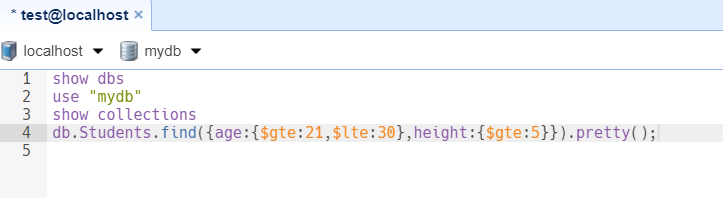 * test@localhost ×
localhost mydb
1 show dbs
2 use "mydb"
3 show collections
4 db.Students.find({age:{$gte:21,$lte:30},height:{$gte:5}}).pretty();
5